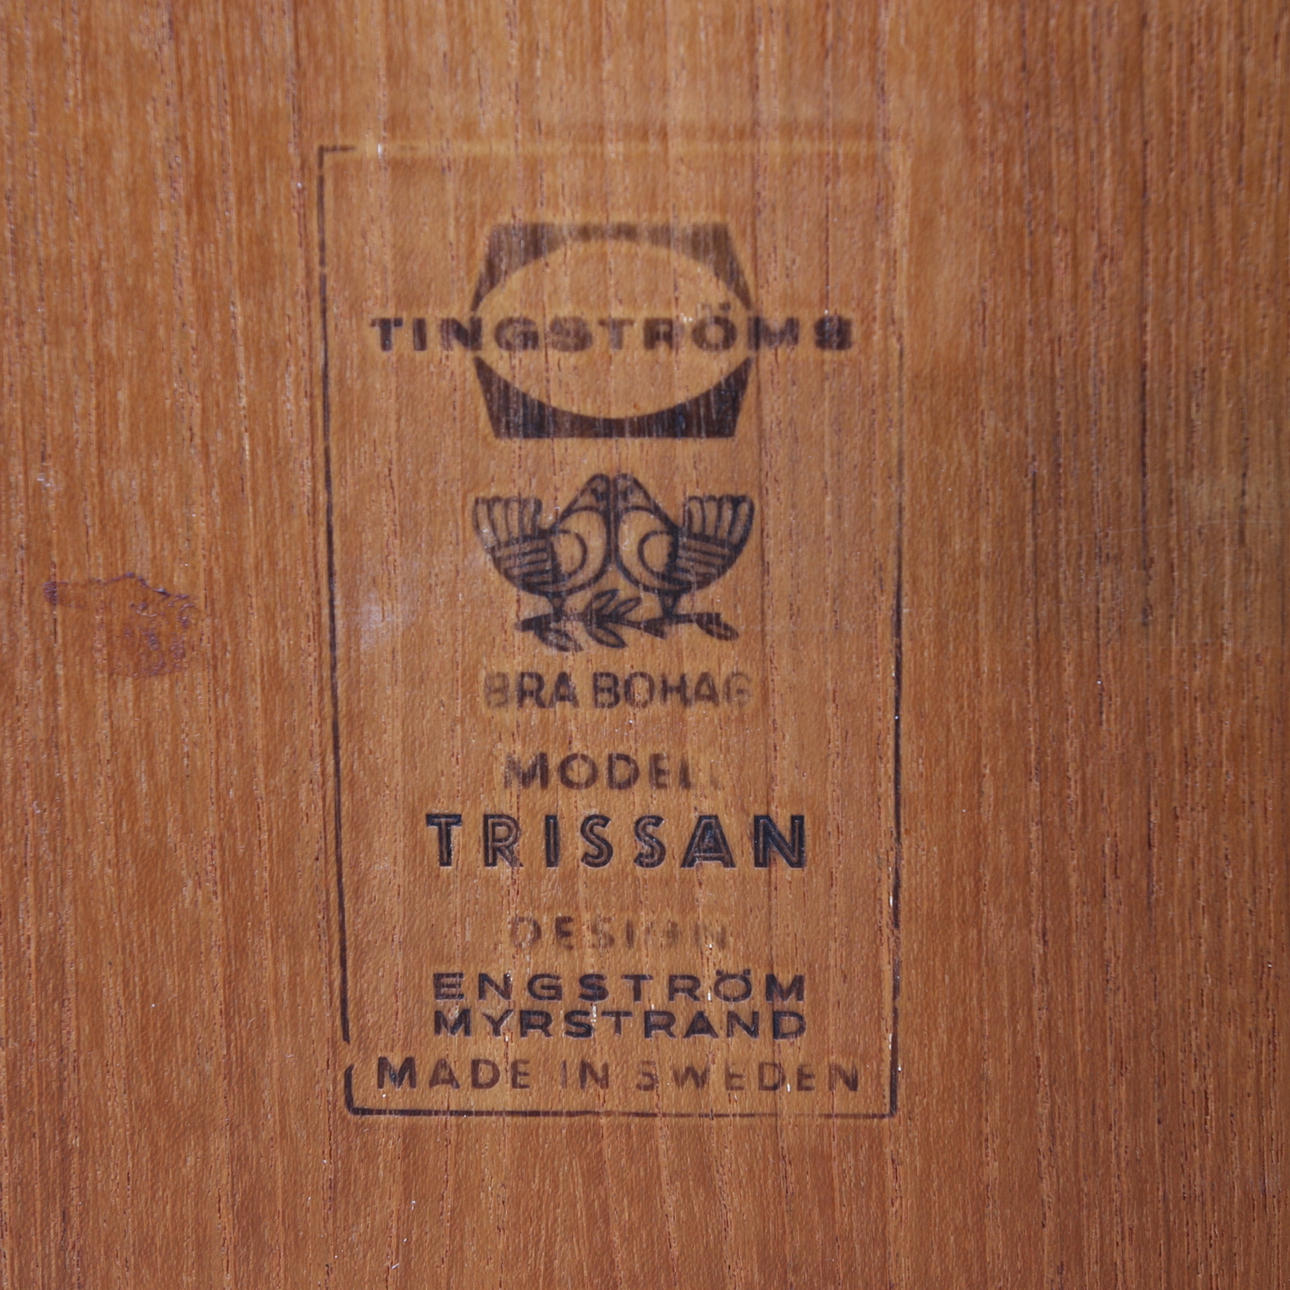 TINGSTRÖMS
BRA BOHAG
MODELL
TRISSAN
DESIGN
ENGSTRÖM
MYRSTRAND
MADE IN SWEDEN